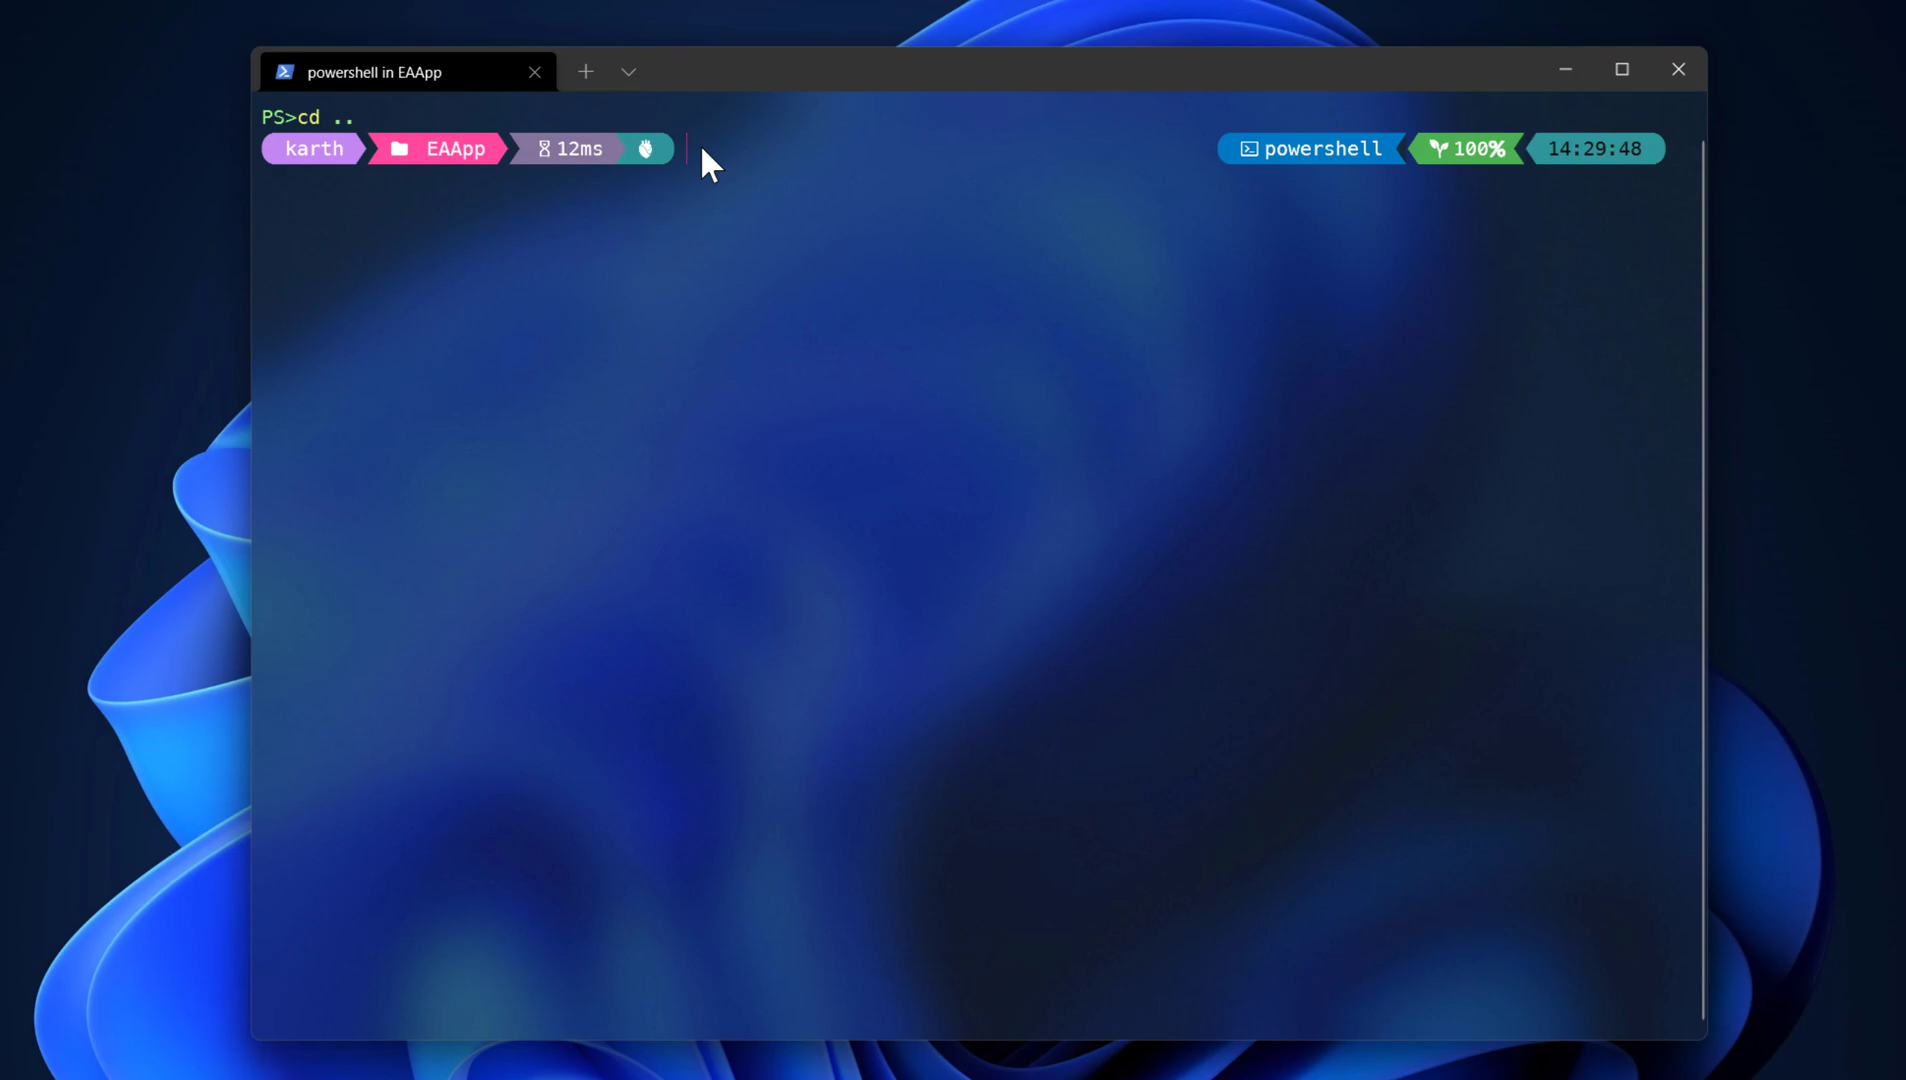 powershell in EAApp
PS>cd ..
karth EAApp 12ms powershell 100% 14:29:48